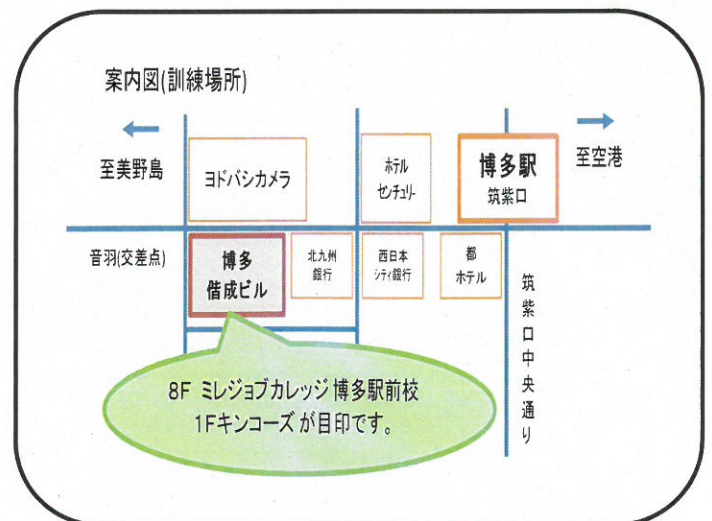 案内図(訓練場所)
至美野島
ヨドバシカメラ
ホテル
センチュリー
博多駅
筑紫口
至空港
音羽(交差点)
博多
偕成ビル
北九州
銀行
西日本
シティ銀行
都
ホテル
筑紫口中央通り
8F ミレジョブカレッジ博多駅前校
1Fキンコーズが目印です。